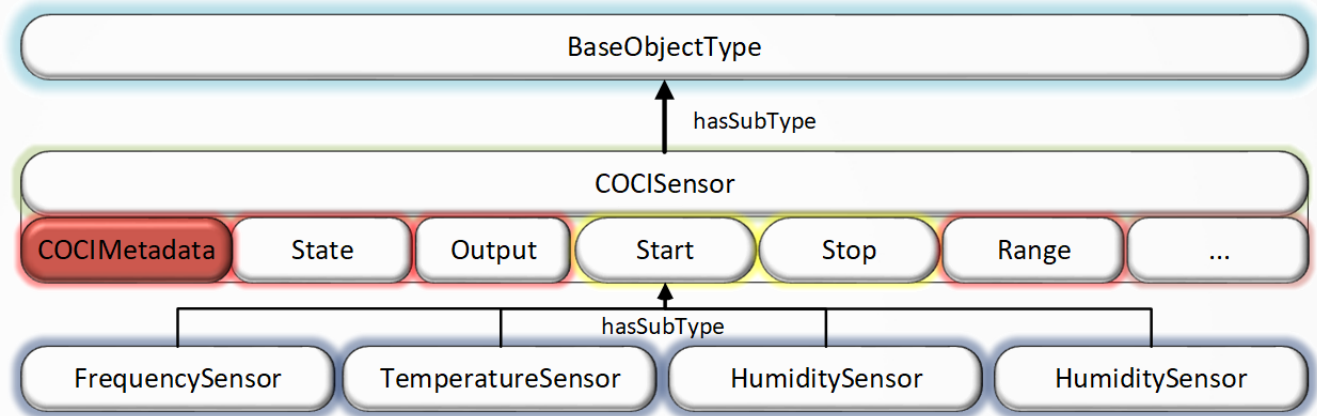 BaseObjectType
hasSubType
COCISensor
COCIMetadata State Output Start Stop Range ...
hasSubType
FrequencySensor TemperatureSensor HumiditySensor HumiditySensor